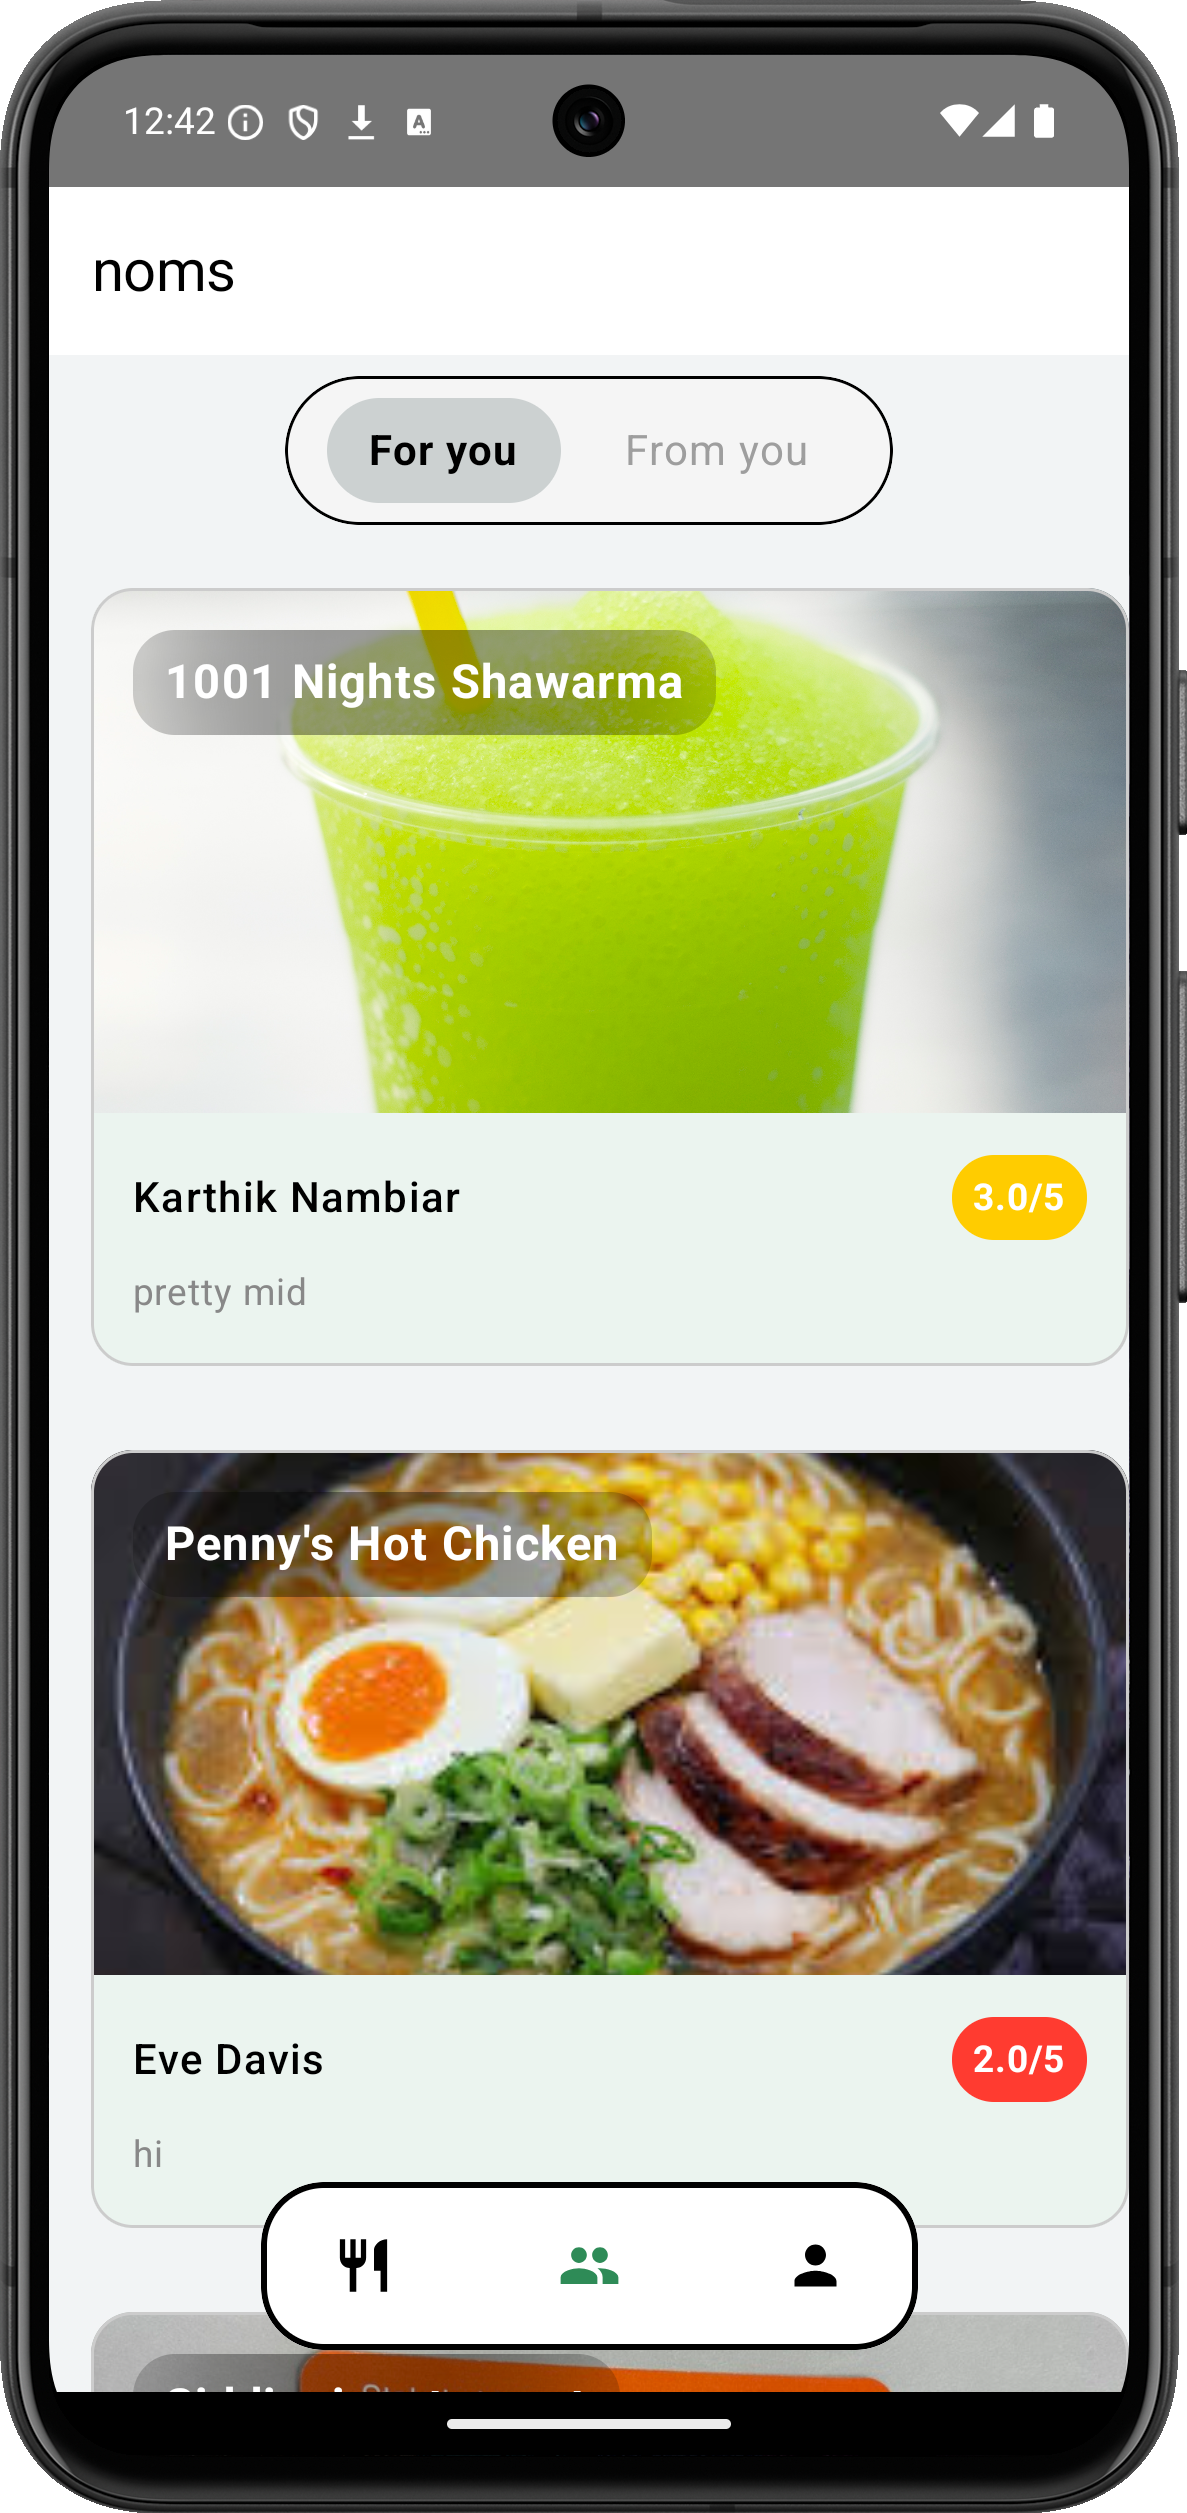 12:42
noms
For you
From you
1001 Nights Shawarma
Karthik Nambiar
3.0/5
pretty mid
Penny's Hot Chicken
Eve Davis
2.0/5
hi